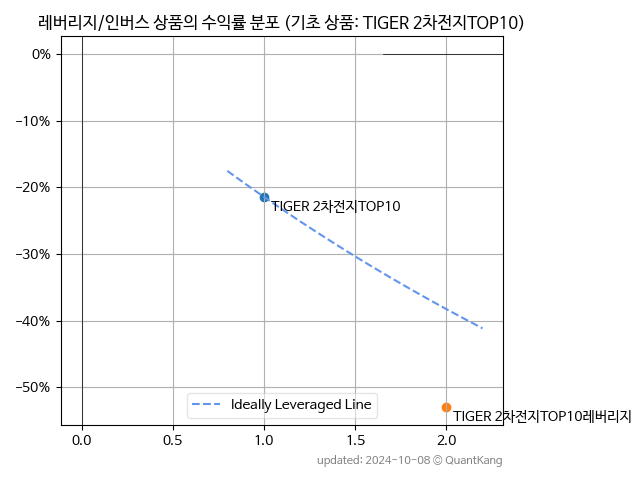 레버리지/인버스 상품의 수익률 분포 (기초 상품: TIGER 2차전지TOP10)
0%
−10%
−20%
−30%
−40%
−50%
TIGER 2차전지TOP10
TIGER 2차전지TOP10레버리지
Ideally Leveraged Line
0.0 0.5 1.0 1.5 2.0
updated: 2024-10-08 © QuantKang